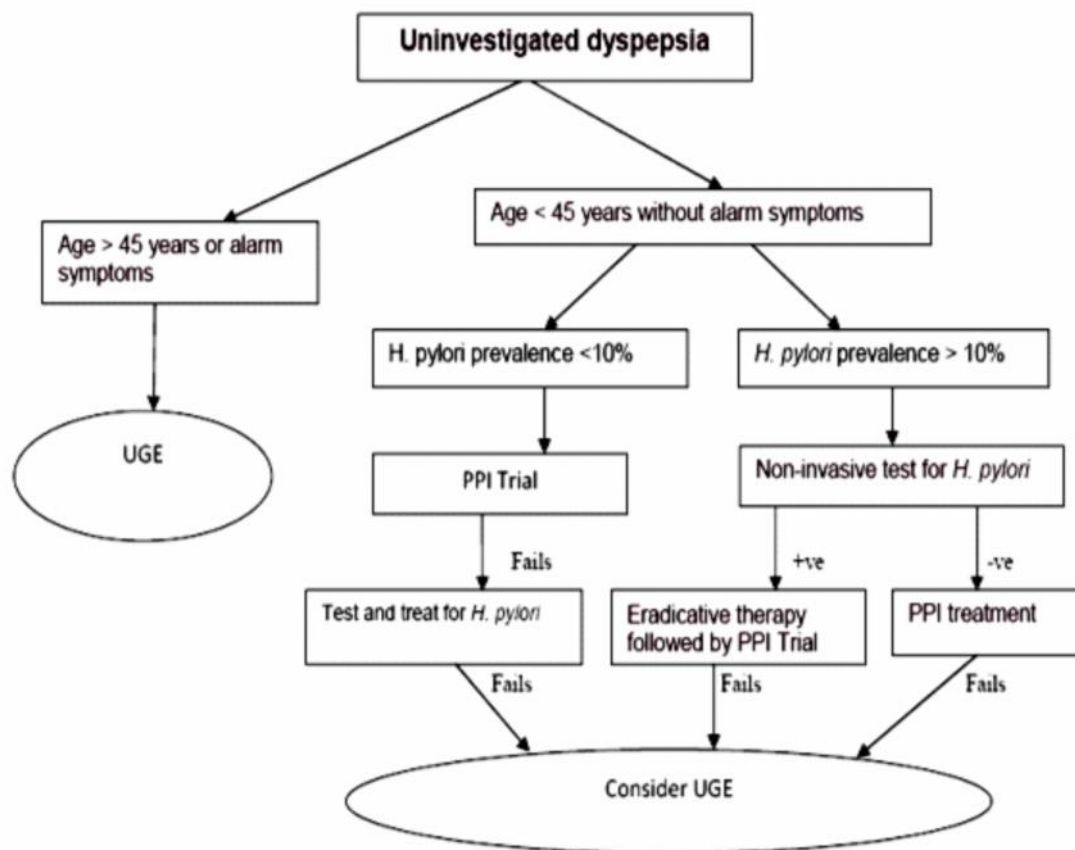 Uninvestigated dyspepsia
Age < 45 years without alarm symptoms
Age > 45 years or alarm
symptoms
H. pylori prevalence <10%
H. pylori prevalence > 10%
UGE
PPI Trial
Non-invasive test for H. pylori
Fails
+ve
-ve
Test and treat for H. pylori
Eradicative therapy
followed by PPI Trial
PPI treatment
Fails
Fails
Fails
Consider UGE